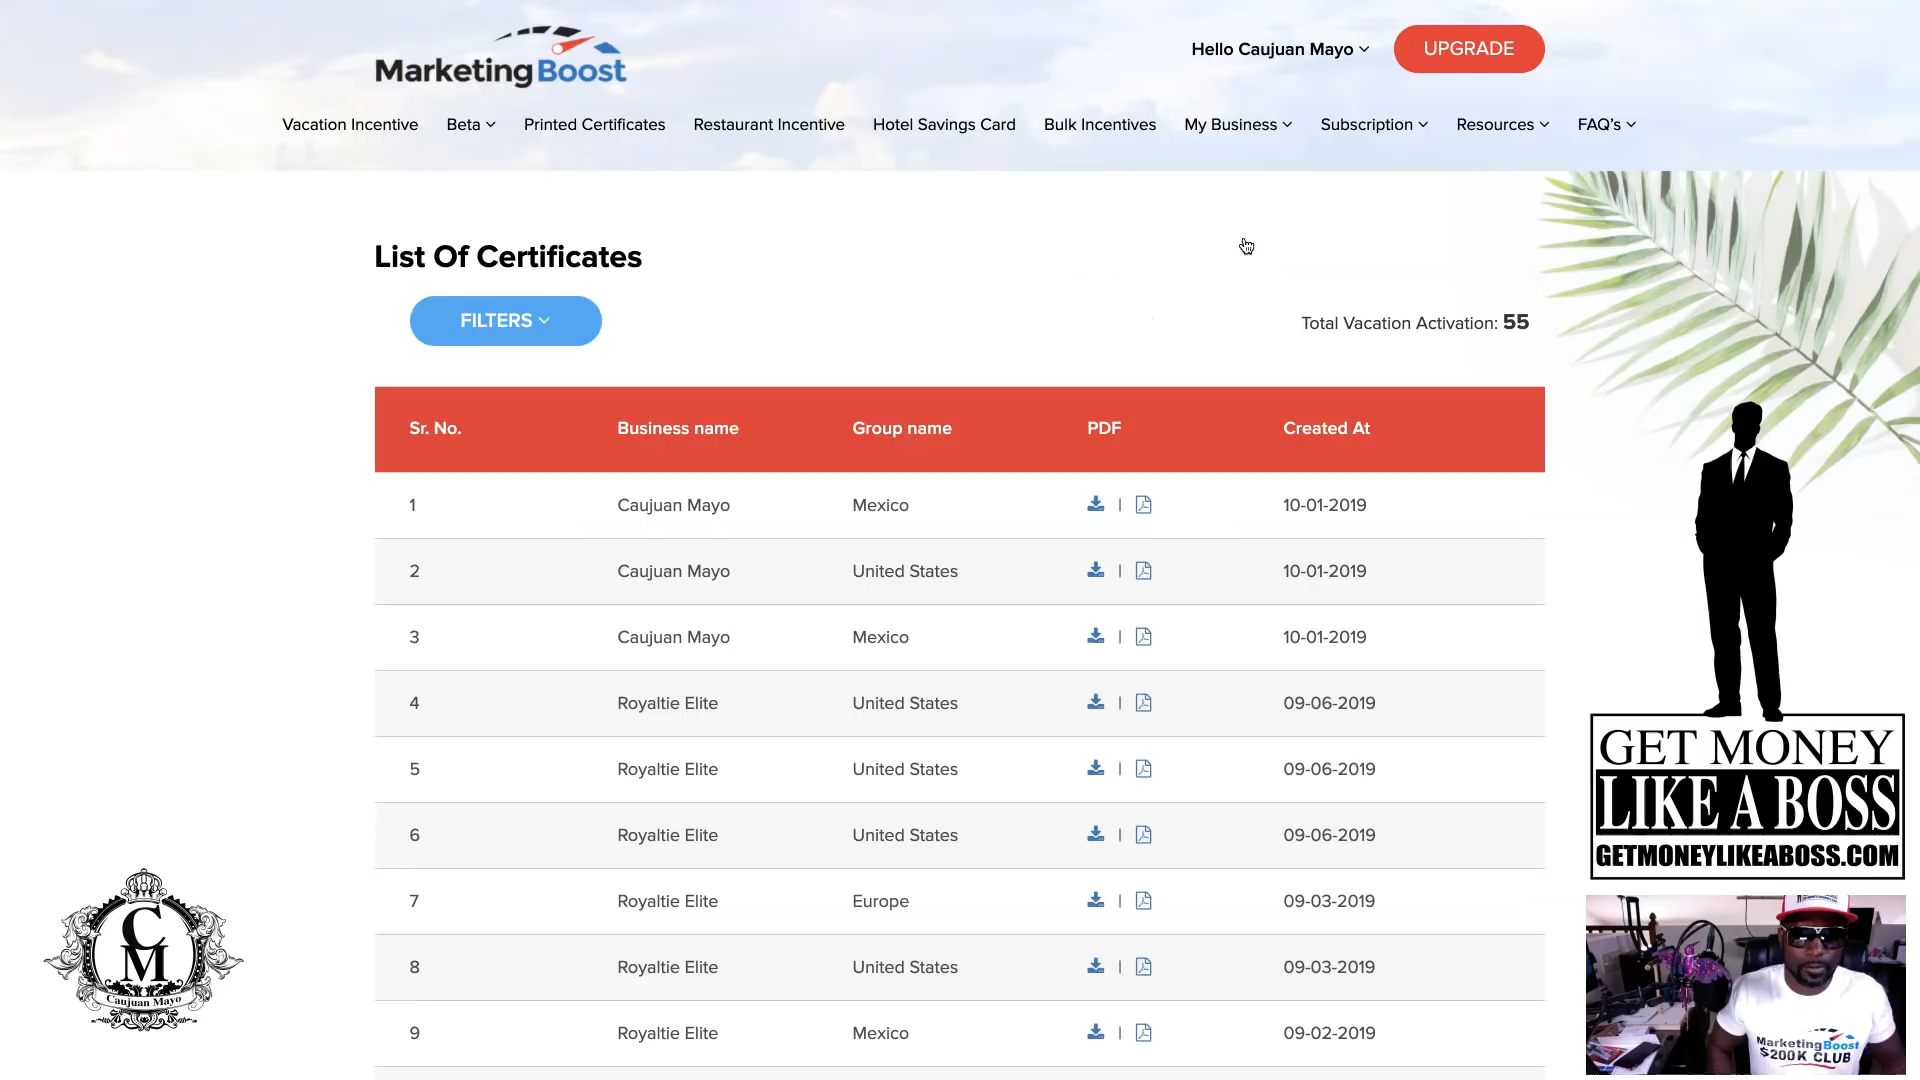 MarketingBoost
Hello Caujuan Mayo
UPGRADE
Vacation Incentive Beta Printed Certificates Restaurant Incentive Hotel Savings Card Bulk Incentives My Business Subscription Resources FAQ's
List Of Certificates
FILTERS
Total Vacation Activation: 55
Sr. No. Business name Group name PDF Created At
1 Caujuan Mayo Mexico | 10-01-2019
2 Caujuan Mayo United States | 10-01-2019
3 Caujuan Mayo Mexico | 10-01-2019
4 Royaltie Elite United States | 09-06-2019
5 Royaltie Elite United States | 09-06-2019
6 Royaltie Elite United States | 09-06-2019
7 Royaltie Elite Europe | 09-03-2019
8 Royaltie Elite United States | 09-03-2019
9 Royaltie Elite Mexico | 09-02-2019
GET MONEY
LIKE A BOSS
GETMONEYLIKEABOSS.COM
C
M
Caujuan Mayo
MarketingBoost
$200K CLUB